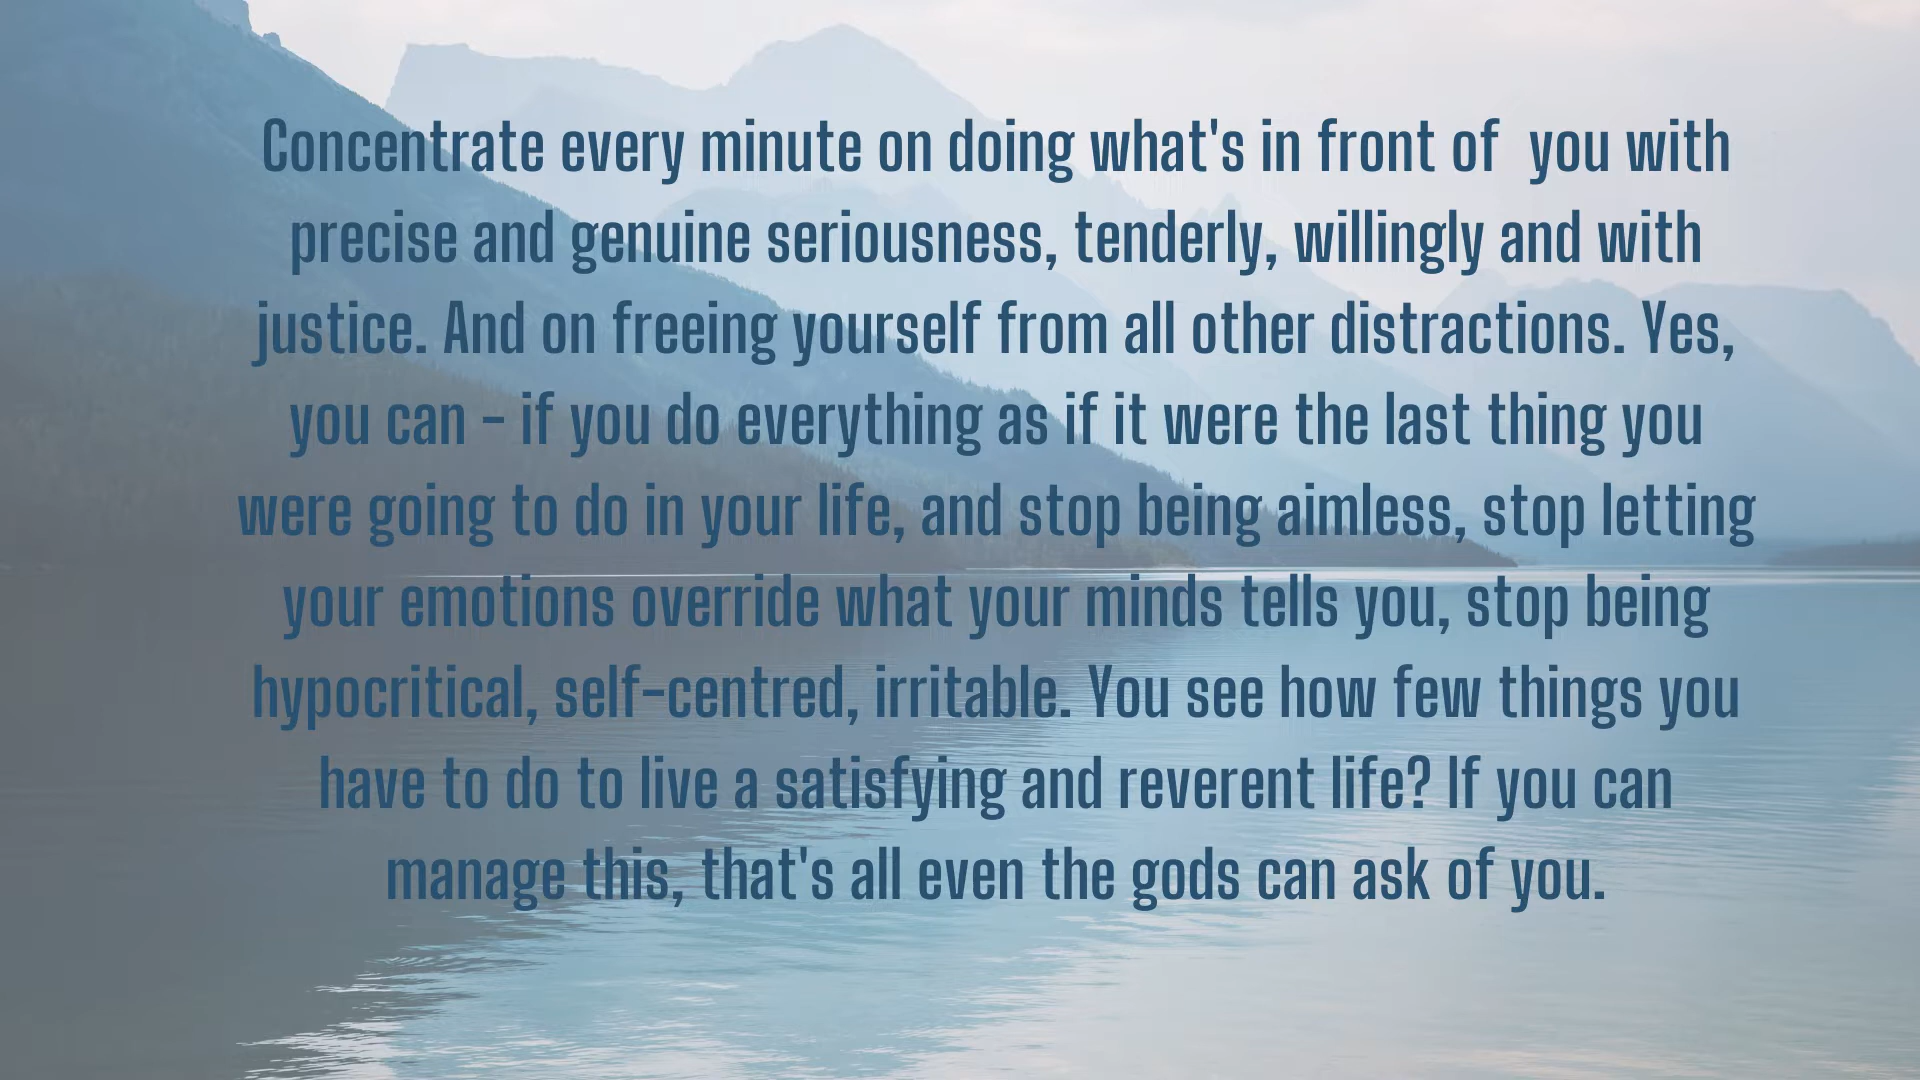 Concentrate every minute on doing what's in front of  you with
precise and genuine seriousness, tenderly, willingly and with
justice. And on freeing yourself from all other distractions. Yes,
you can - if you do everything as if it were the last thing you
were going to do in your life, and stop being aimless, stop letting
your emotions override what your minds tells you, stop being
hypocritical, self-centred, irritable. You see how few things you
have to do to live a satisfying and reverent life? If you can
manage this, that's all even the gods can ask of you.